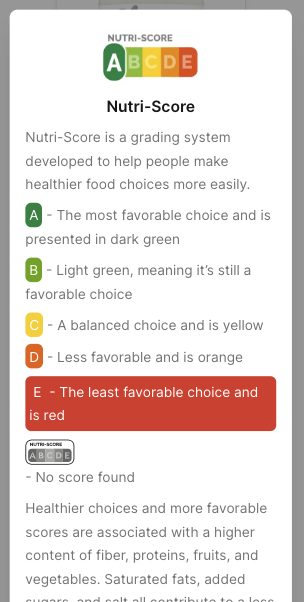 NUTRI-SCORE
A B C D E
Nutri-Score
Nutri-Score is a grading system
developed to help people make
healthier food choices more easily.
A - The most favorable choice and is
presented in dark green
B - Light green, meaning it’s still a
favorable choice
C - A balanced choice and is yellow
D - Less favorable and is orange
E - The least favorable choice and
is red
NUTRI-SCORE
A B C D E
- No score found
Healthier choices and more favorable
scores are associated with a higher
content of fiber, proteins, fruits, and
vegetables. Saturated fats, added
sugars, and salt all contribute to a less